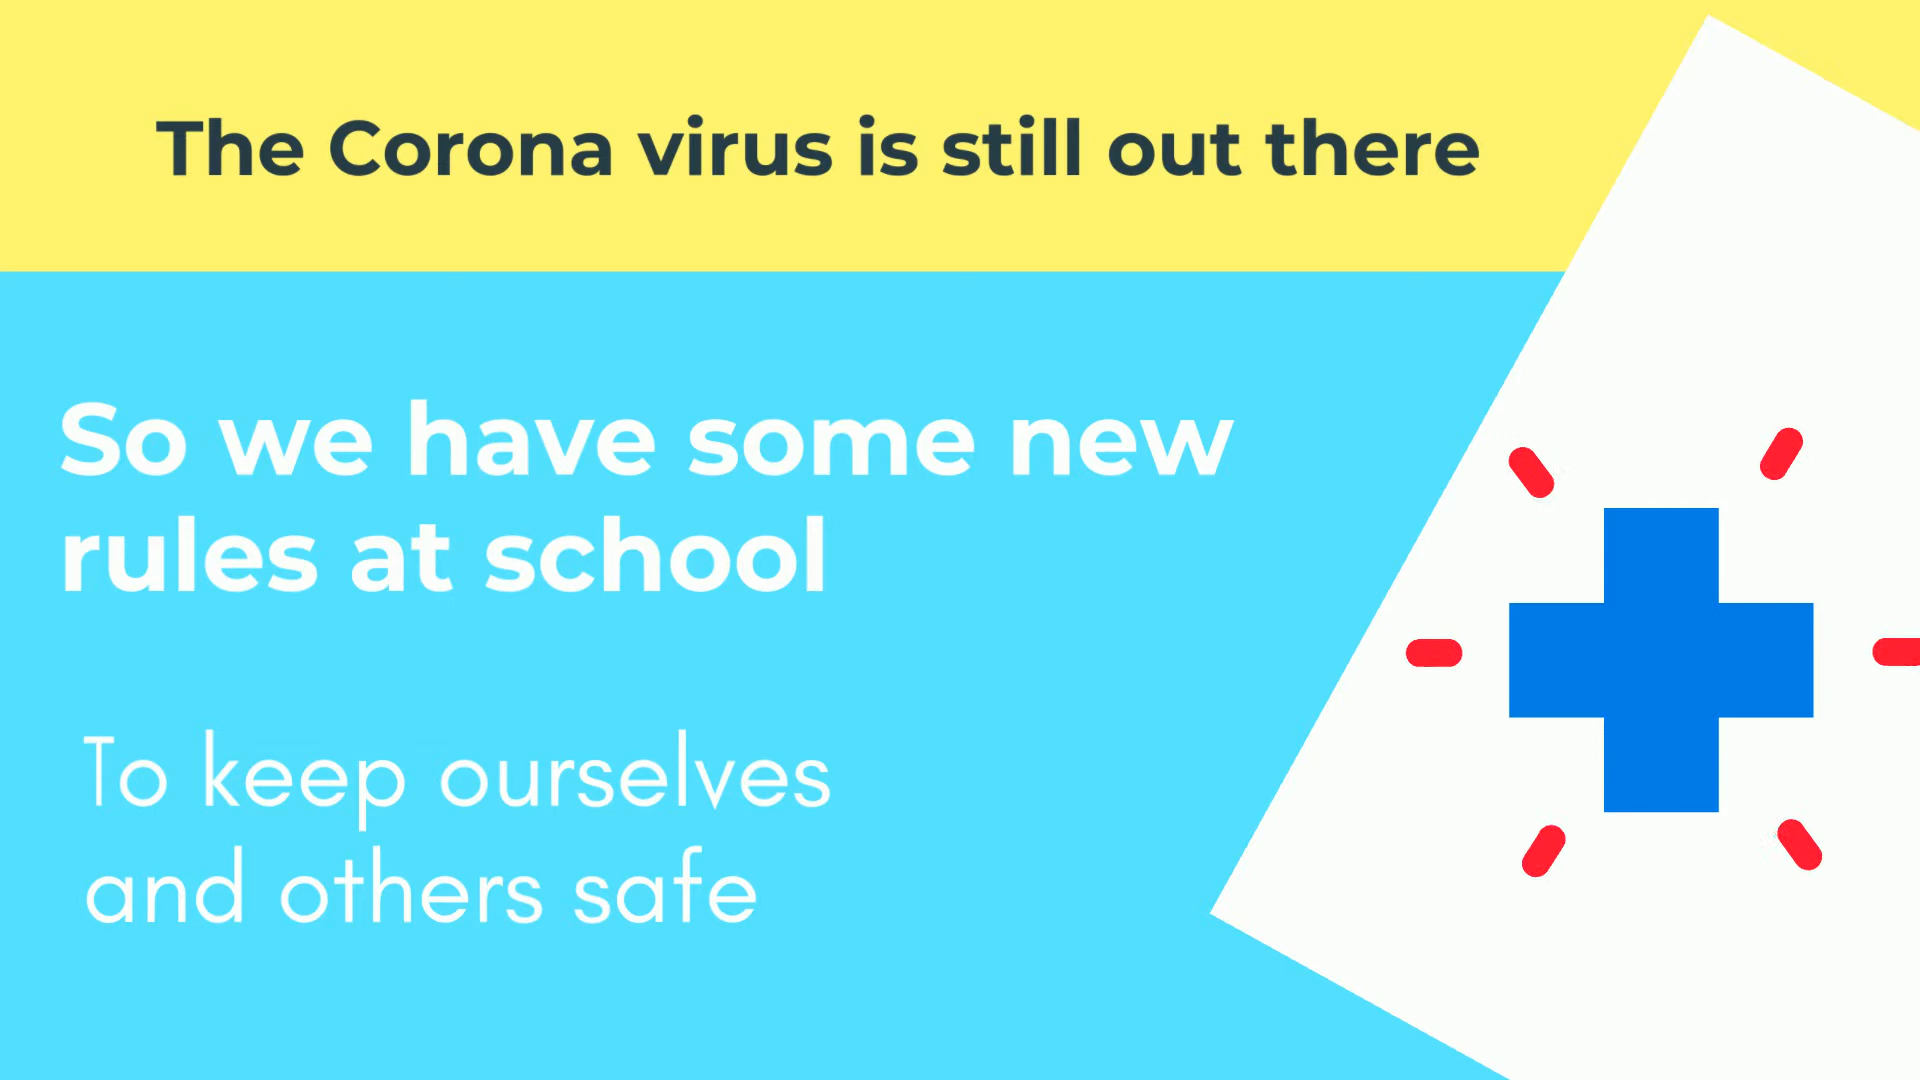 The Corona virus is still out there
So we have some new
rules at school
To keep ourselves
and others safe